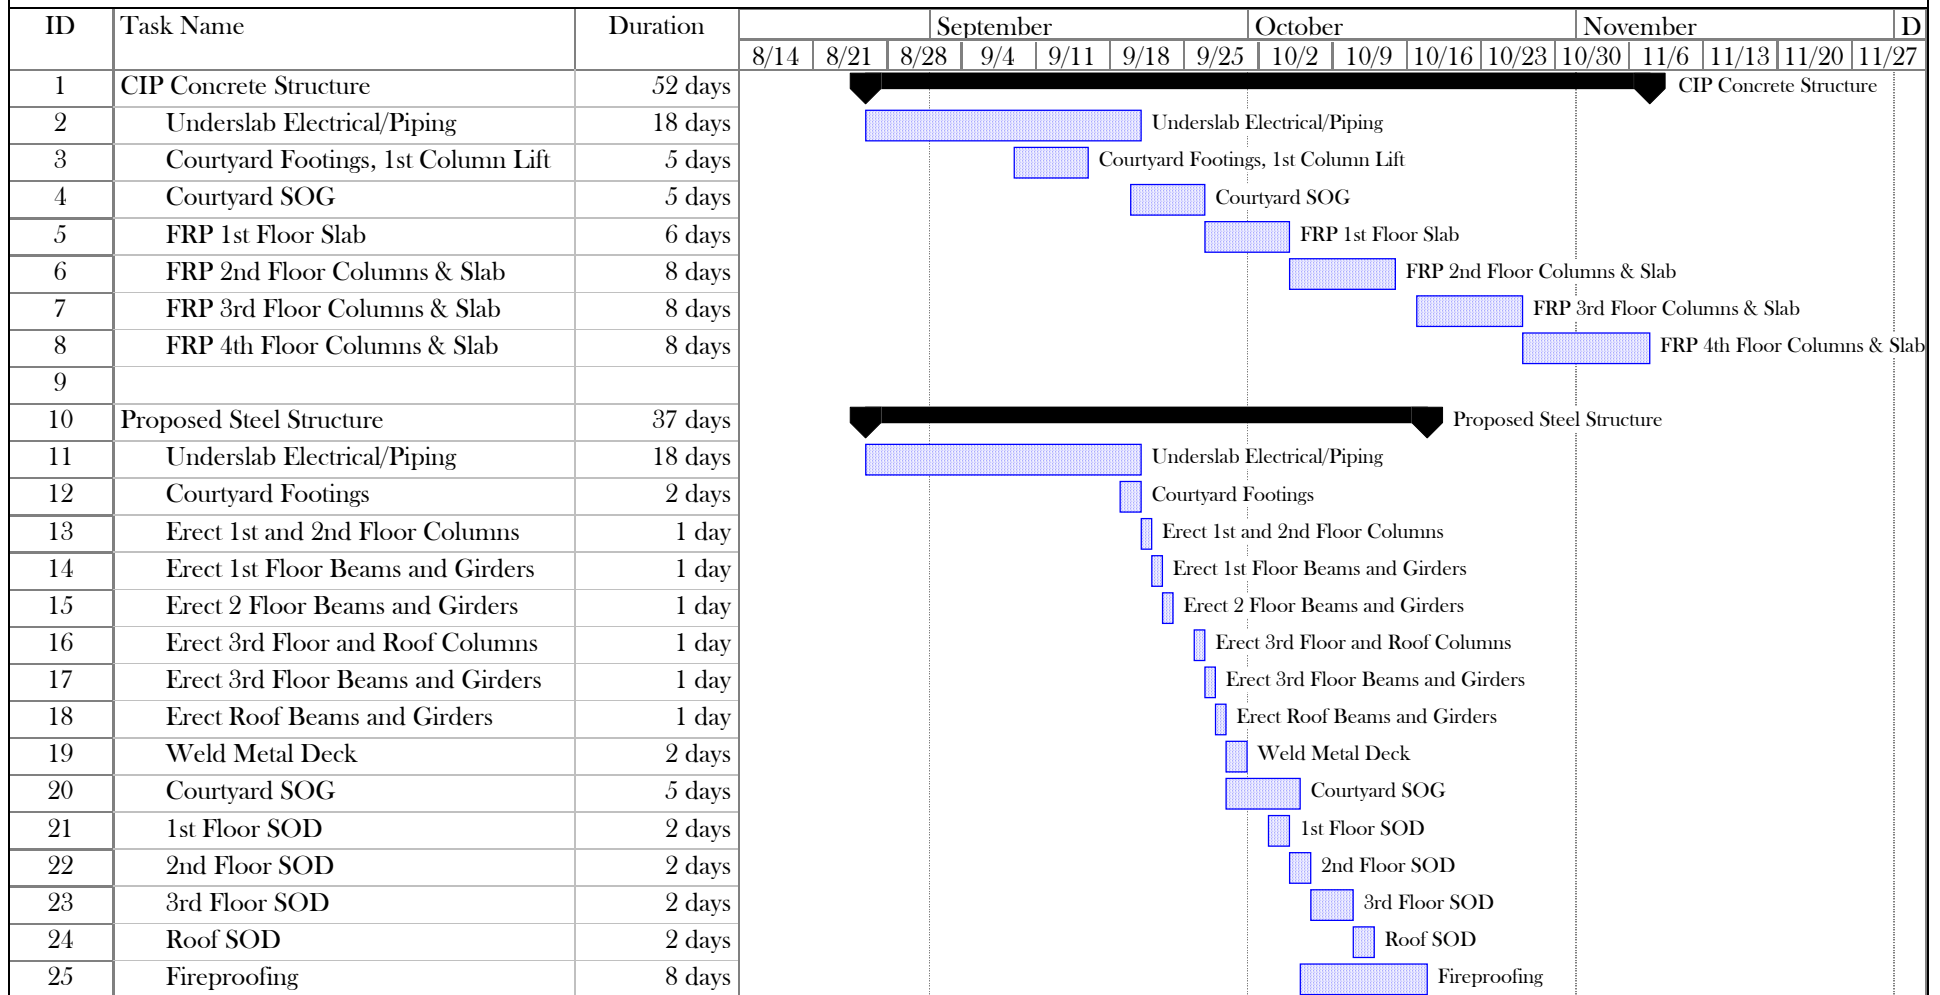 ID Task Name Duration September October November D
8/14 8/21 8/28 9/4 9/11 9/18 9/25 10/2 10/9 10/16 10/23 10/30 11/6 11/13 11/20 11/27
1 CIP Concrete Structure 52 days CIP Concrete Structure
2 Underslab Electrical/Piping 18 days Underslab Electrical/Piping
3 Courtyard Footings, 1st Column Lift 5 days Courtyard Footings, 1st Column Lift
4 Courtyard SOG 5 days Courtyard SOG
5 FRP 1st Floor Slab 6 days FRP 1st Floor Slab
6 FRP 2nd Floor Columns & Slab 8 days FRP 2nd Floor Columns & Slab
7 FRP 3rd Floor Columns & Slab 8 days FRP 3rd Floor Columns & Slab
8 FRP 4th Floor Columns & Slab 8 days FRP 4th Floor Columns & Slab
9
10 Proposed Steel Structure 37 days Proposed Steel Structure
11 Underslab Electrical/Piping 18 days Underslab Electrical/Piping
12 Courtyard Footings 2 days Courtyard Footings
13 Erect 1st and 2nd Floor Columns 1 day Erect 1st and 2nd Floor Columns
14 Erect 1st Floor Beams and Girders 1 day Erect 1st Floor Beams and Girders
15 Erect 2 Floor Beams and Girders 1 day Erect 2 Floor Beams and Girders
16 Erect 3rd Floor and Roof Columns 1 day Erect 3rd Floor and Roof Columns
17 Erect 3rd Floor Beams and Girders 1 day Erect 3rd Floor Beams and Girders
18 Erect Roof Beams and Girders 1 day Erect Roof Beams and Girders
19 Weld Metal Deck 2 days Weld Metal Deck
20 Courtyard SOG 5 days Courtyard SOG
21 1st Floor SOD 2 days 1st Floor SOD
22 2nd Floor SOD 2 days 2nd Floor SOD
23 3rd Floor SOD 2 days 3rd Floor SOD
24 Roof SOD 2 days Roof SOD
25 Fireproofing 8 days Fireproofing